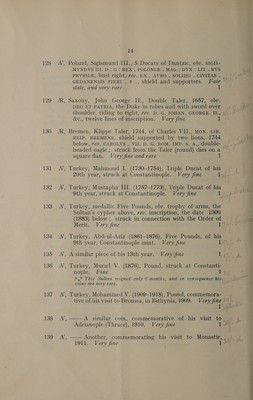 14
128 N, Poland, Sigismund III., 5 Ducats of Dantzic, obv. SIGIS-
MVNDVS III. D : G : REX . POLONIÆ . MAG . DVX . LIT . RVS
PRVSSIÆ, bust right, rev. EX . AVRO . SOLIDO . CIVITAS .
GEDANENSIS FIERI . F ., shield and supporters. Fair
state, and very rare 1
129 Æ, Saxony, John George II., Double Taler, 1657, obv.
DEO ET PATRIA, the Duke in robes and with sword over
shoulder, riding to right, rev. D. G. IOHAN. GEORGE. II.,
&c., twelve lines of inscription. Very fine 1
130 Æ, Bremen, Klippe Taler, 1744, of Charles VII., MON. LIB.
REIP. BREMENS, shield supported by two lions, 1744
below, rev. CAROLVS . VII. D. G. ROM. IMP. S. A., double-
headed eagle ; struck from the Taler (round) dies on a
square flan. Very fine and rare 1
131 N, Turkey, Mahmoud I. (1730-1754), Triple Ducat of his
20th year, struck at Constantinople. Very fine 1
132 N, Turkey, Mustapha III. (1757-1773), Triple Ducat of his
9th year, struck at Constantinople. Very fine 1
133 N, Turkey, medallic Five Pounds, obv. trophy of arms, the
Sultan's cypher above, rev. inscription, the date 1300
(1883) below ; struck in connection with the Order of
Merit. Very fine 1
134 N, Turkey, Abd-ul-Aziz (1861-1876), Five Pounds, of his
8th year, Constantinople mint. Very fine 1
135 N, A similar piece of his 13th year. Very fine 1
136 N, Turkey, Murad V. (1876), Pound, struck at Constanti-
nople. Fine 1
*** This Sultan reigned only 3 months, and in consequence his
coins are very rare.
137 N, Turkey, Mohammed V. (1909-1918), Pound, commemora-
tive of his visit to Broussa, in Bithynia, 1909. Very fine
1
138 N, —— A similar coin, commemorative of his visit to
Adrianople (Thrace), 1910. Very fine 1
139 N, —— Another, commemorating his visit to Monastir,
1911. Very fine 1